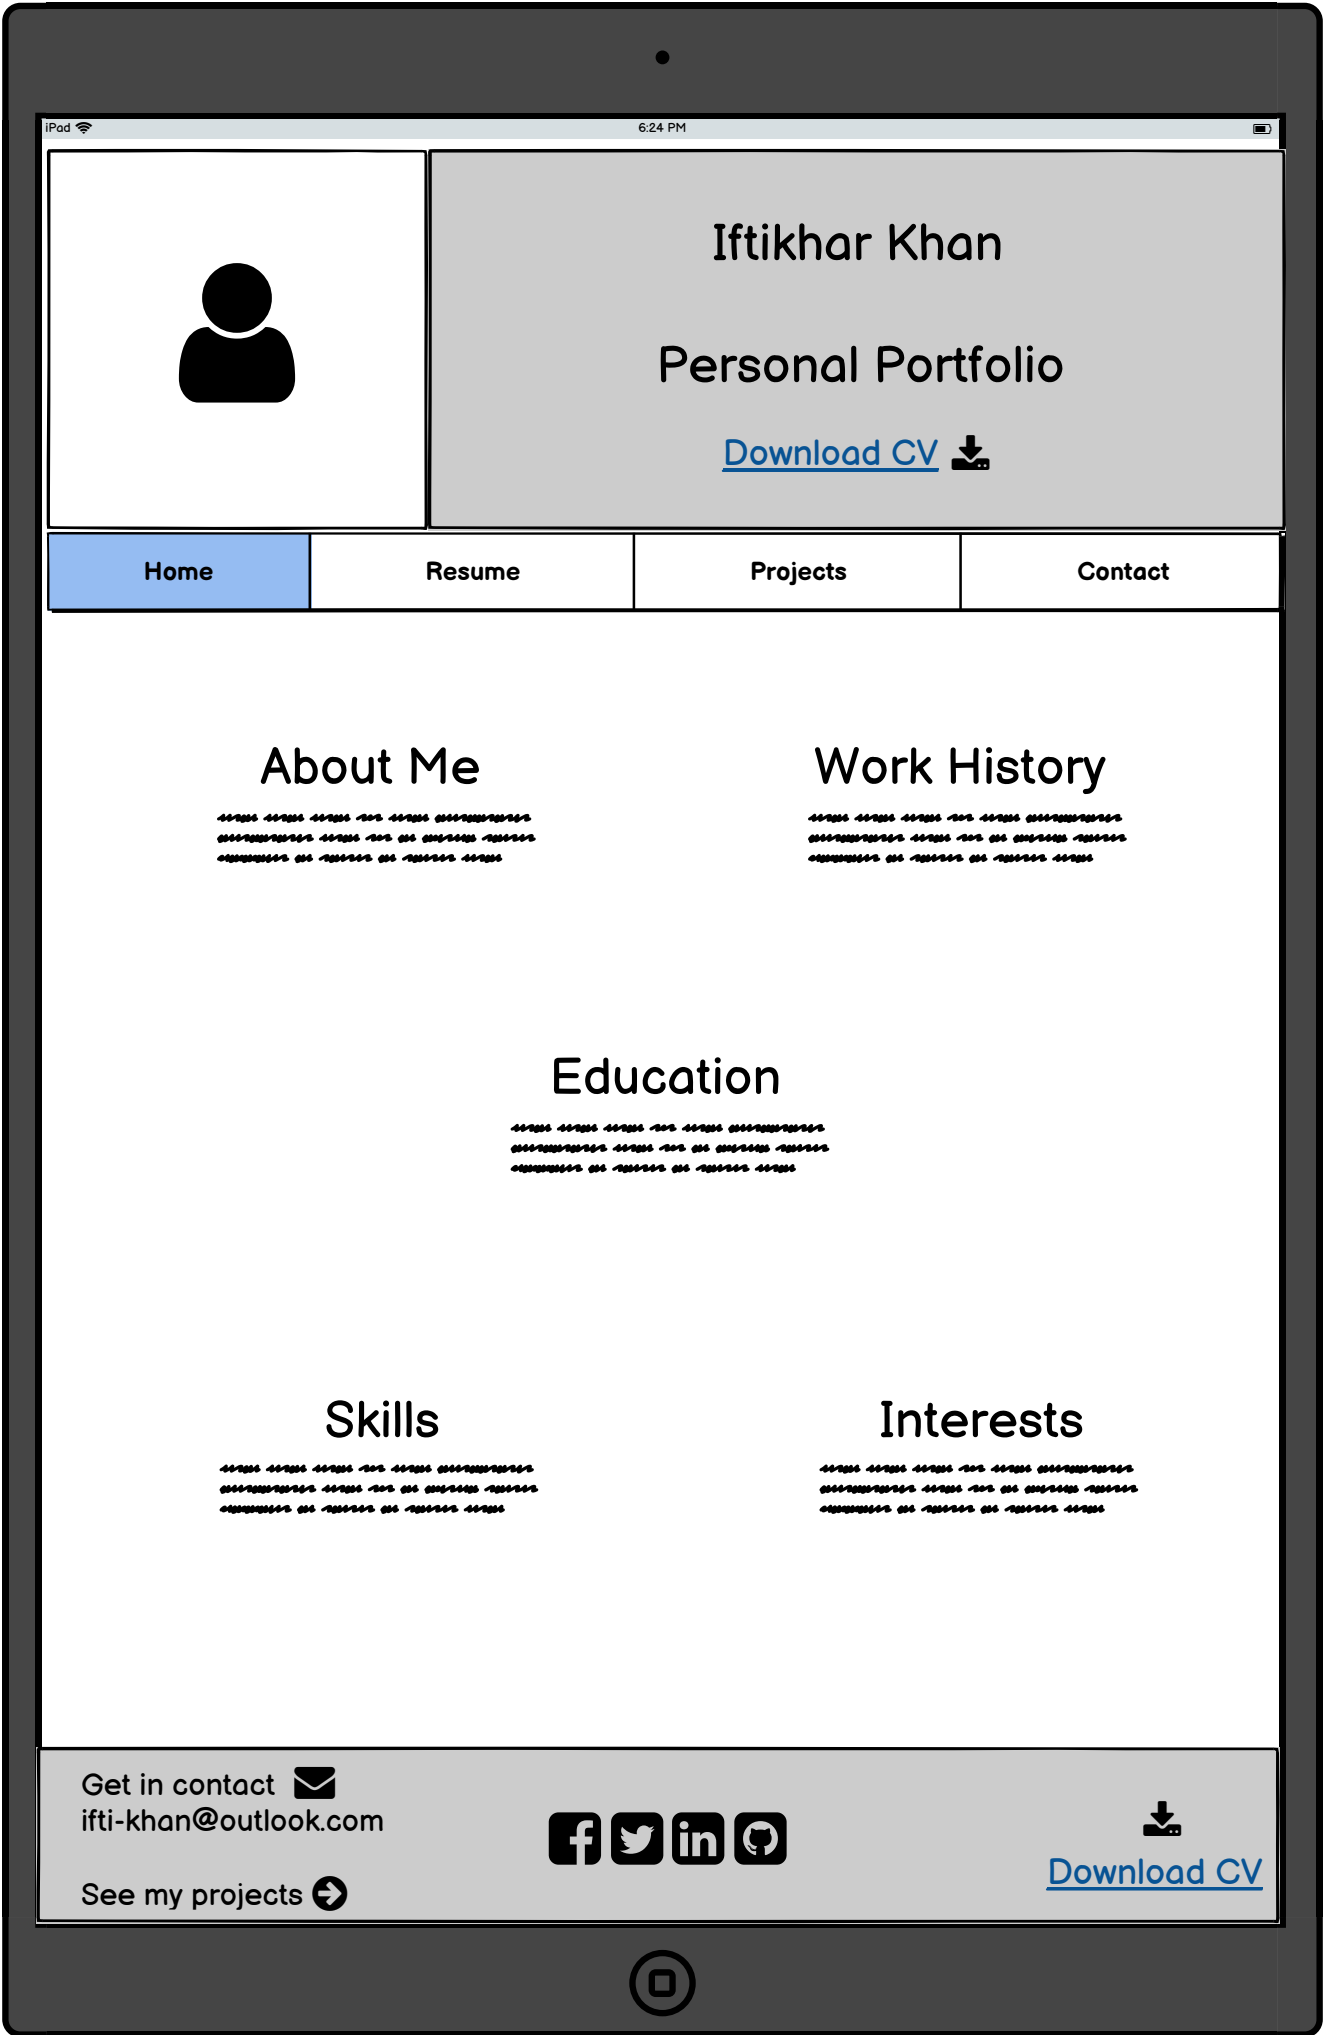 iPad
6:24 PM
Iftikhar Khan
Personal Portfolio
Download CV
Home
Resume
Projects
Contact
About Me
Work History
Education
Skills
Interests
Get in contact
ifti-khan@outlook.com
See my projects
Download CV